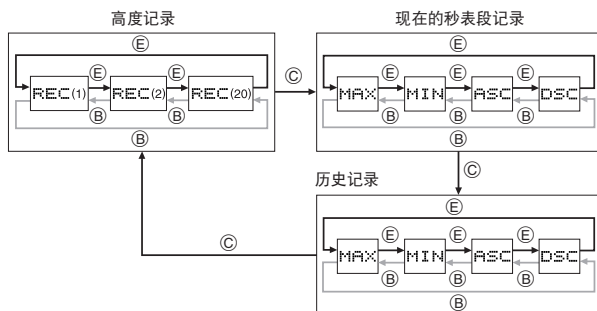 高度记录
Ⓔ
Ⓔ Ⓔ
REC(1) REC(2) REC(20)
Ⓑ Ⓑ
Ⓑ
Ⓒ
现在的秒表段记录
Ⓔ
Ⓔ Ⓔ Ⓔ
MAX MIN ASC DSC
Ⓑ Ⓑ Ⓑ
Ⓑ
Ⓒ
历史记录
Ⓔ
Ⓔ Ⓔ Ⓔ
MAX MIN ASC DSC
Ⓑ Ⓑ Ⓑ
Ⓑ
Ⓒ